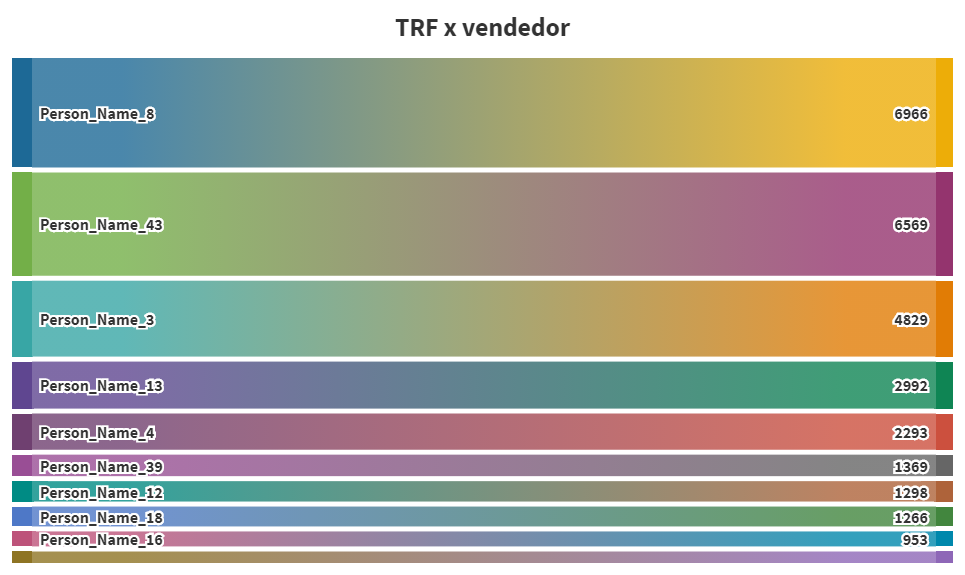 TRF x vendedor
Person_Name_8 6966
Person_Name_43 6569
Person_Name_3 4829
Person_Name_13 2992
Person_Name_4 2293
Person_Name_39 1369
Person_Name_12 1298
Person_Name_18 1266
Person_Name_16 953